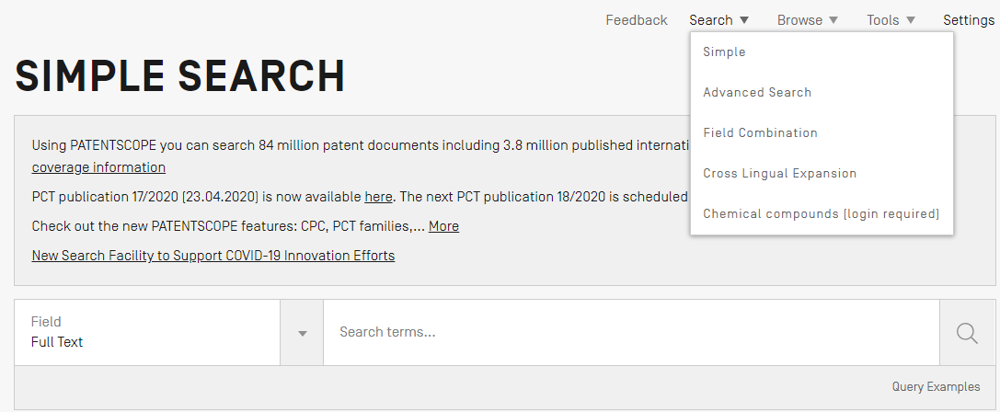 Feedback Search Browse Tools Settings
Simple
Advanced Search
Field Combination
Cross Lingual Expansion
Chemical compounds [login required]
SIMPLE SEARCH
Using PATENTSCOPE you can search 84 million patent documents including 3.8 million published
coverage information
PCT publication 17/2020 [23.04.2020] is now available here. The next PCT publication 18/2020 is scheduled
Check out the new PATENTSCOPE features: CPC, PCT families,... More
New Search Facility to Support COVID-19 Innovation Efforts
Field
Full Text
Search terms...
Query Examples